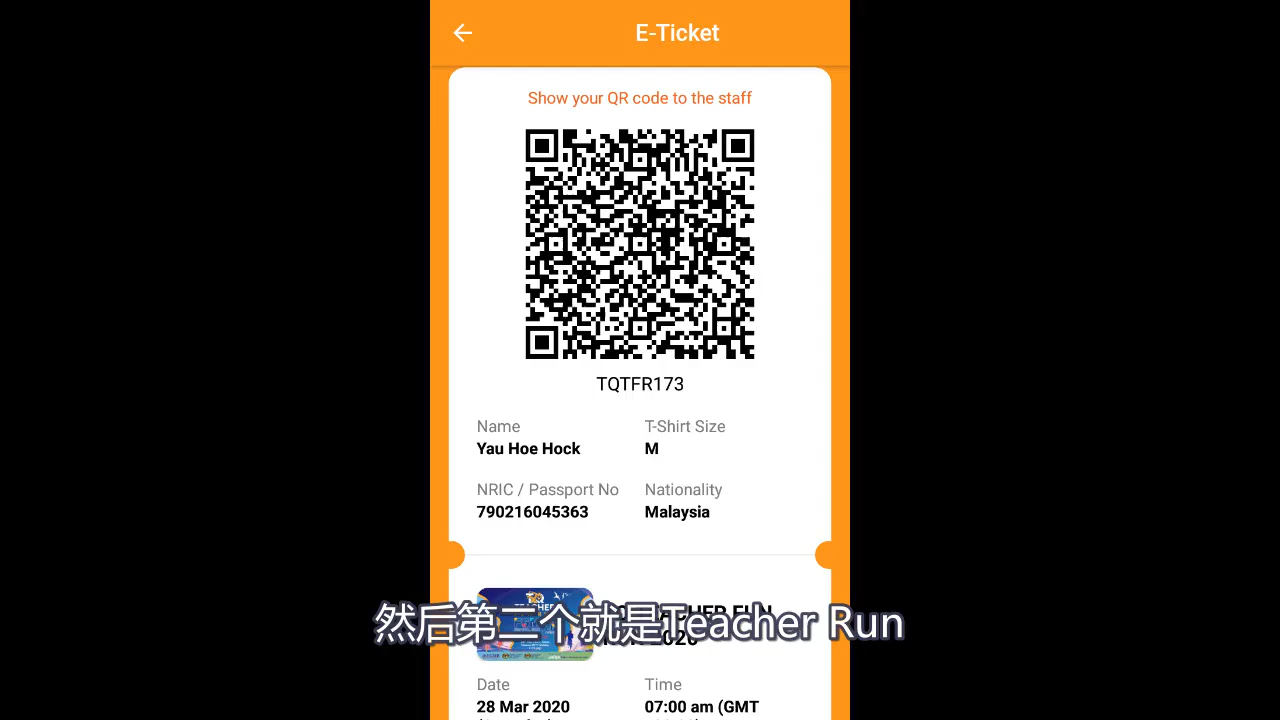 E-Ticket
Show your QR code to the staff
TQTFR173
Name
T-Shirt Size
Yau Hoe Hock
M
NRIC / Passport No
Nationality
790216045363
Malaysia
然后第二个就是Teacher Run
Date
Time
28 Mar 2020
07:00 am (GMT